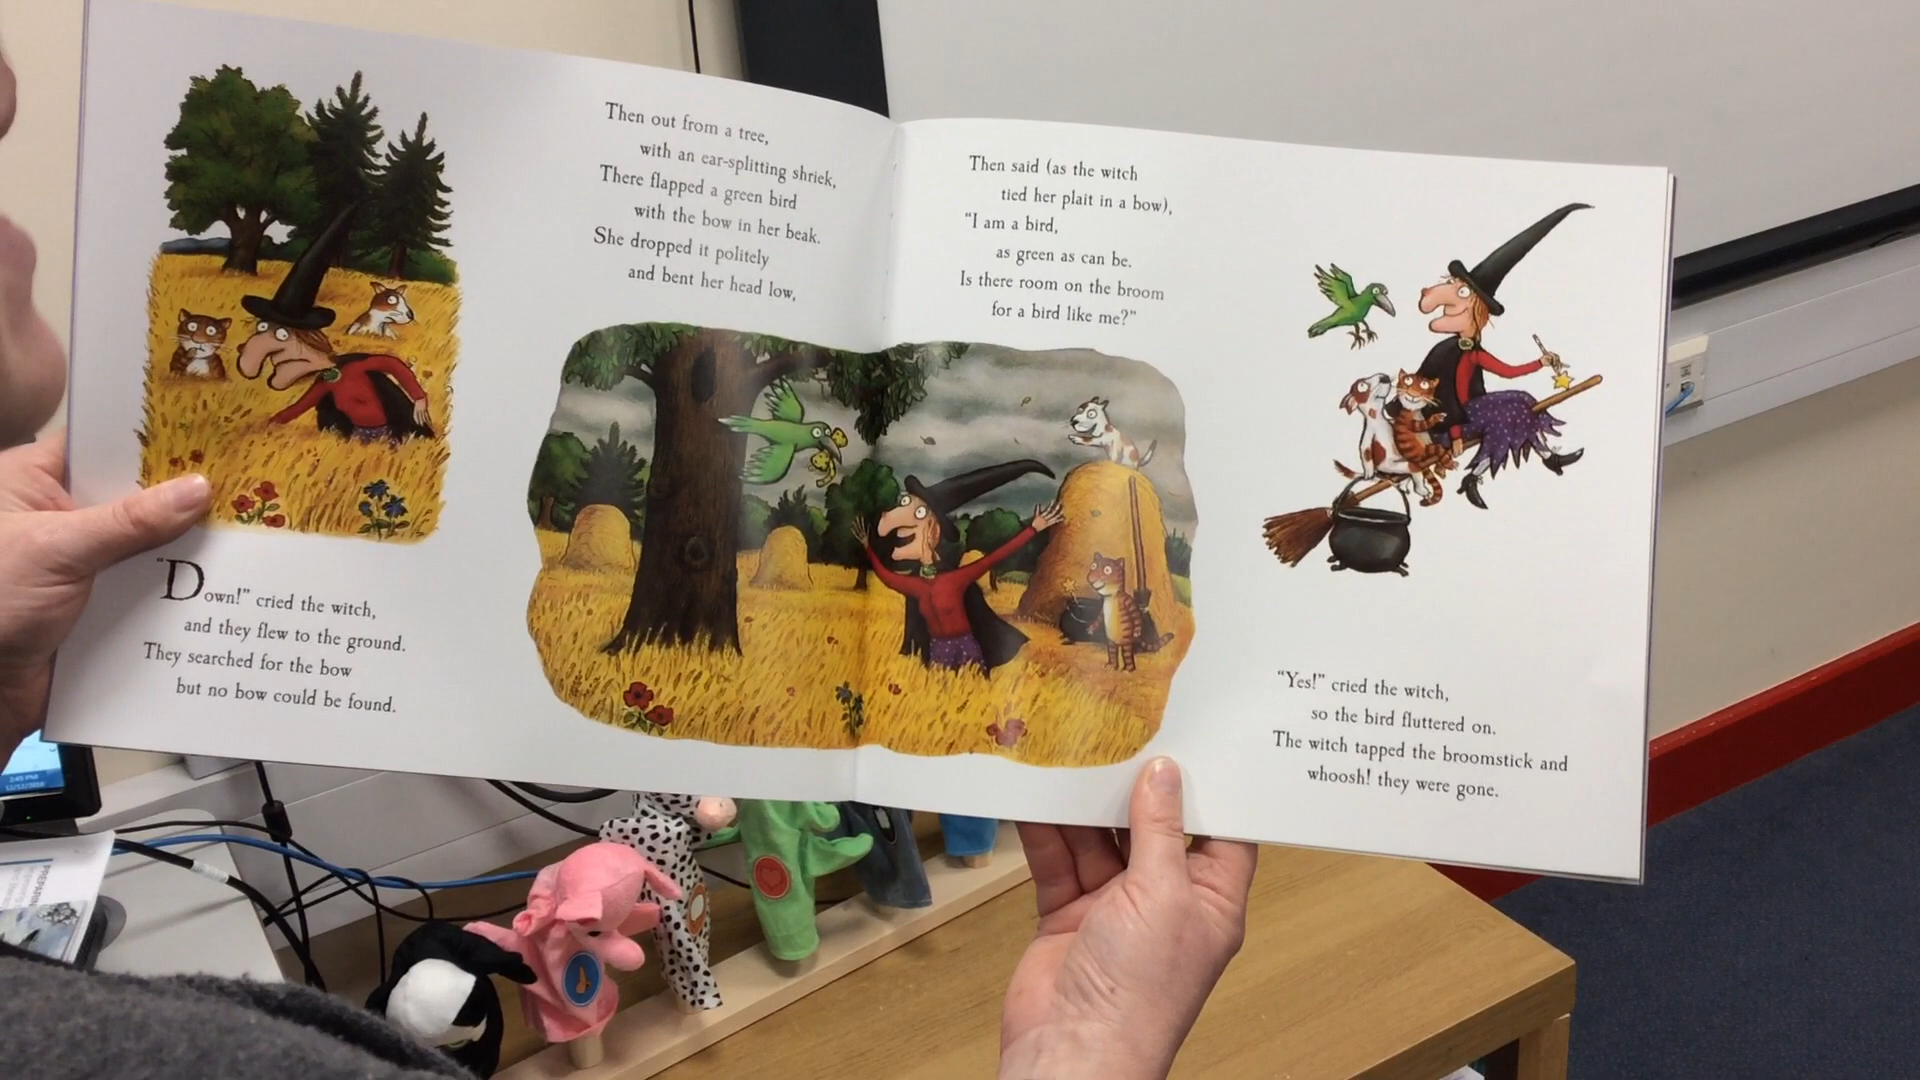 "Down!" cried the witch,
and they flew to the ground.
They searched for the bow
but no bow could be found.
Then out from a tree,
with an ear-splitting shriek,
There flapped a green bird
with the bow in her beak.
She dropped it politely
and bent her head low,
Then said (as the witch
tied her plait in a bow),
"I am a bird,
as green as can be.
Is there room on the broom
for a bird like me?"
"Yes!" cried the witch,
so the bird fluttered on.
The witch tapped the broomstick and
whoosh! they were gone.
2:45 PM